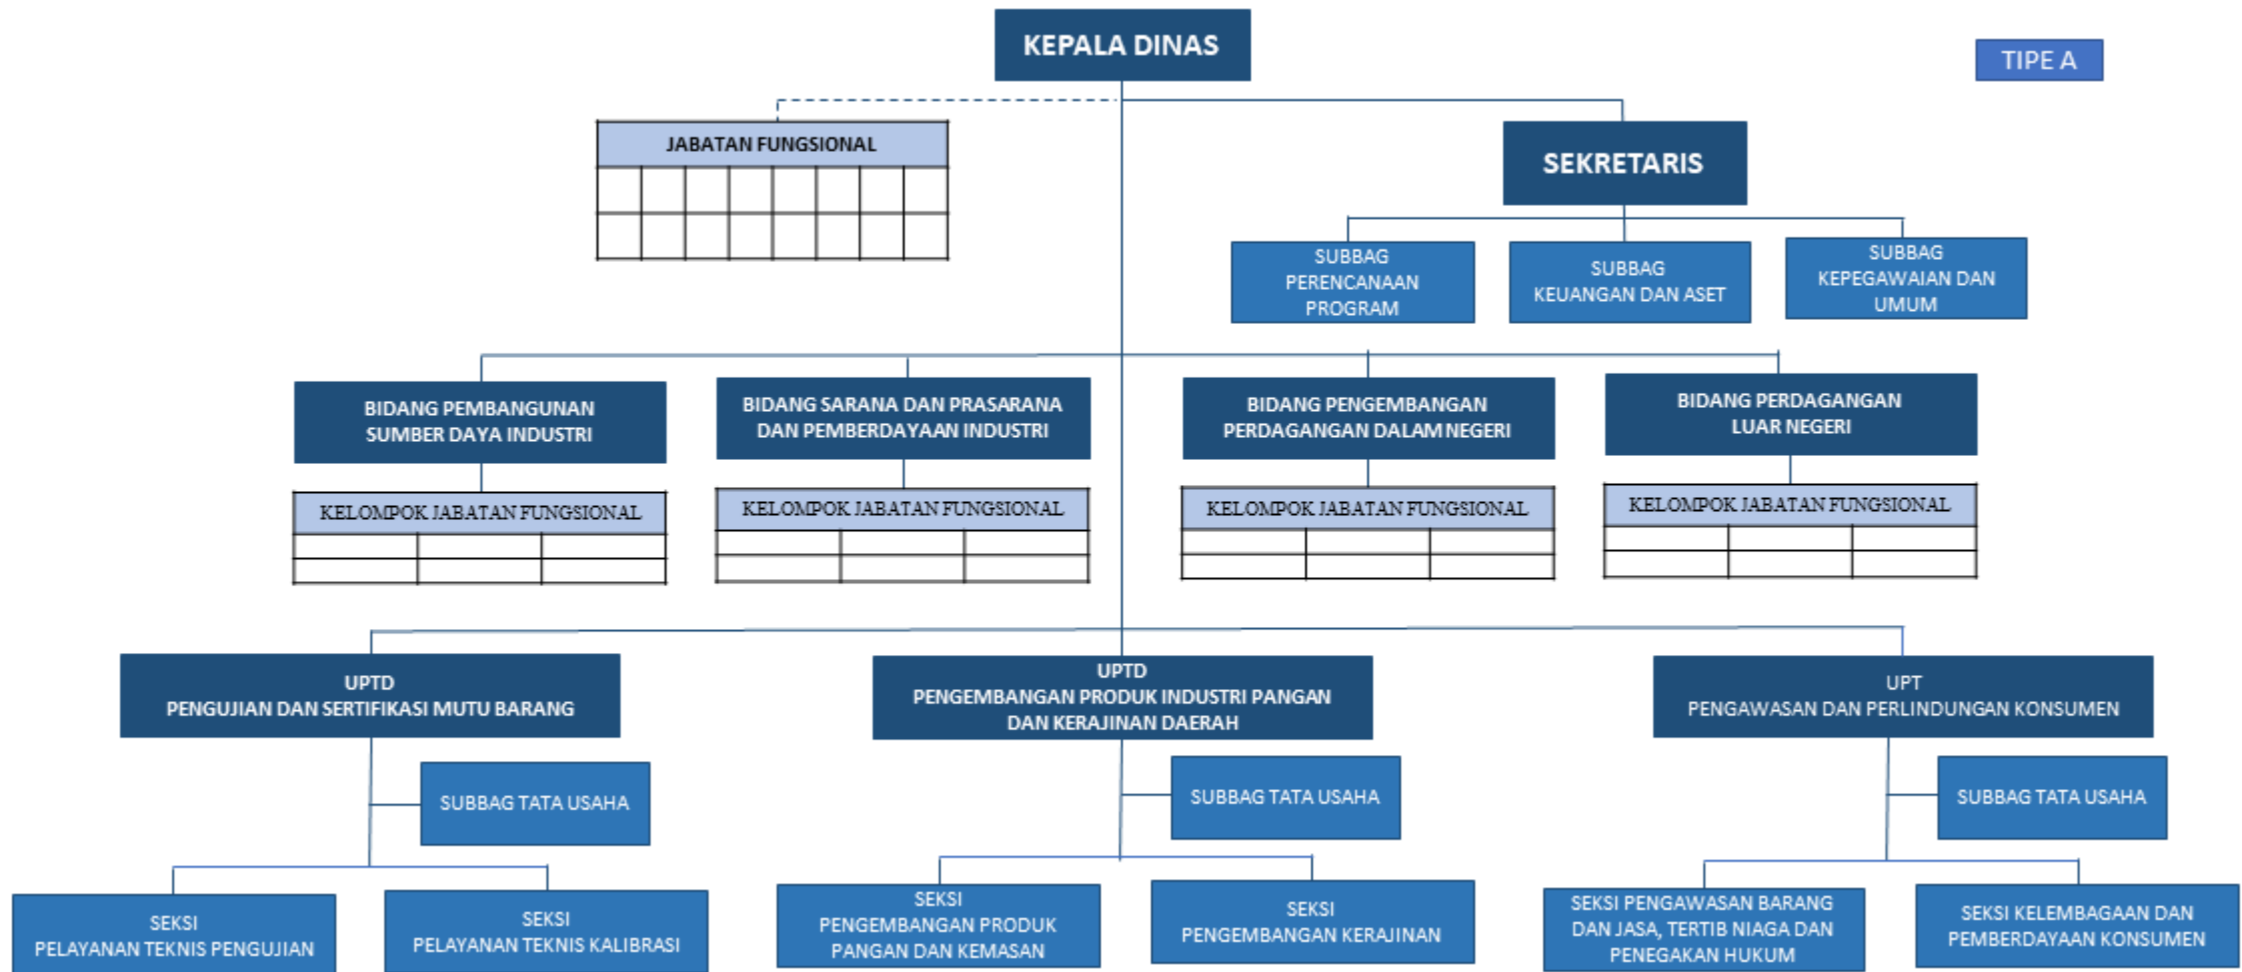 KEPALA DINAS
TIPE A
JABATAN FUNGSIONAL
SEKRETARIS
SUBBAG
PERENCANAAN
PROGRAM
SUBBAG
KEUANGAN DAN ASET
SUBBAG
KEPEGAWAIAN DAN
UMUM
BIDANG PEMBANGUNAN
SUMBER DAYA INDUSTRI
BIDANG SARANA DAN PRASARANA
DAN PEMBERDAYAAN INDUSTRI
BIDANG PENGEMBANGAN
PERDAGANGAN DALAM NEGERI
BIDANG PERDAGANGAN
LUAR NEGERI
KELOMPOK JABATAN FUNGSIONAL
KELOMPOK JABATAN FUNGSIONAL
KELOMPOK JABATAN FUNGSIONAL
KELOMPOK JABATAN FUNGSIONAL
UPTD
PENGUJIAN DAN SERTIFIKASI MUTU BARANG
UPTD
PENGEMBANGAN PRODUK INDUSTRI PANGAN
DAN KERAJINAN DAERAH
UPT
PENGAWASAN DAN PERLINDUNGAN KONSUMEN
SUBBAG TATA USAHA
SUBBAG TATA USAHA
SUBBAG TATA USAHA
SEKSI
PELAYANAN TEKNIS PENGUJIAN
SEKSI
PELAYANAN TEKNIS KALIBRASI
SEKSI
PENGEMBANGAN PRODUK
PANGAN DAN KEMASAN
SEKSI
PENGEMBANGAN KERAJINAN
SEKSI PENGAWASAN BARANG
DAN JASA, TERTIB NIAGA DAN
PENEGAKAN HUKUM
SEKSI KELEMBAGAAN DAN
PEMBERDAYAAN KONSUMEN